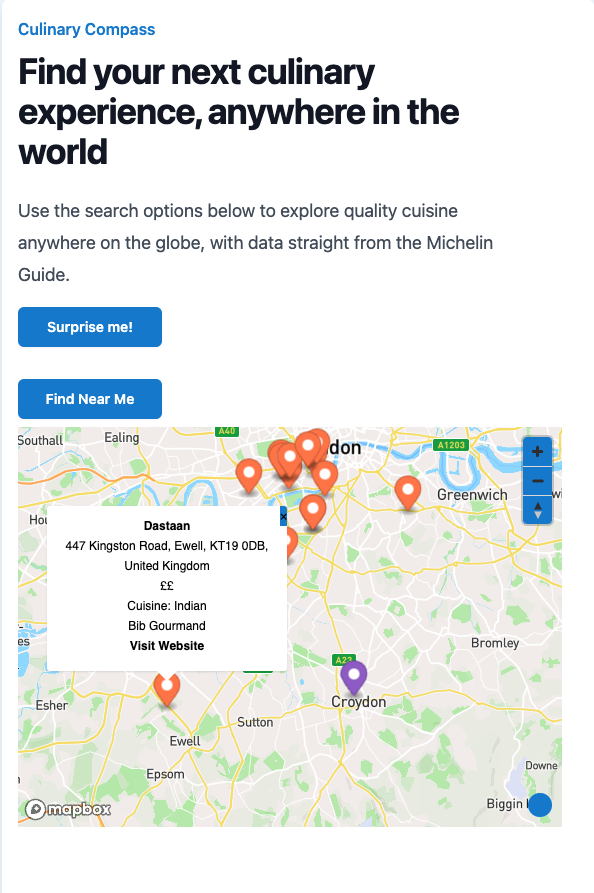 Culinary Compass
Find your next culinary
experience, anywhere in the
world
Use the search options below to explore quality cuisine
anywhere on the globe, with data straight from the Michelin
Guide.
Surprise me!
Find Near Me
Southall
Ealing
A40
don
A1203
Greenwich
Dastaan
447 Kingston Road, Ewell, KT19 0DB,
United Kingdom
££
Cuisine: Indian
Bib Gourmand
Visit Website
Bromley
A23
Croydon
Esher
Sutton
Ewell
Epsom
Downe
Biggin
mapbox